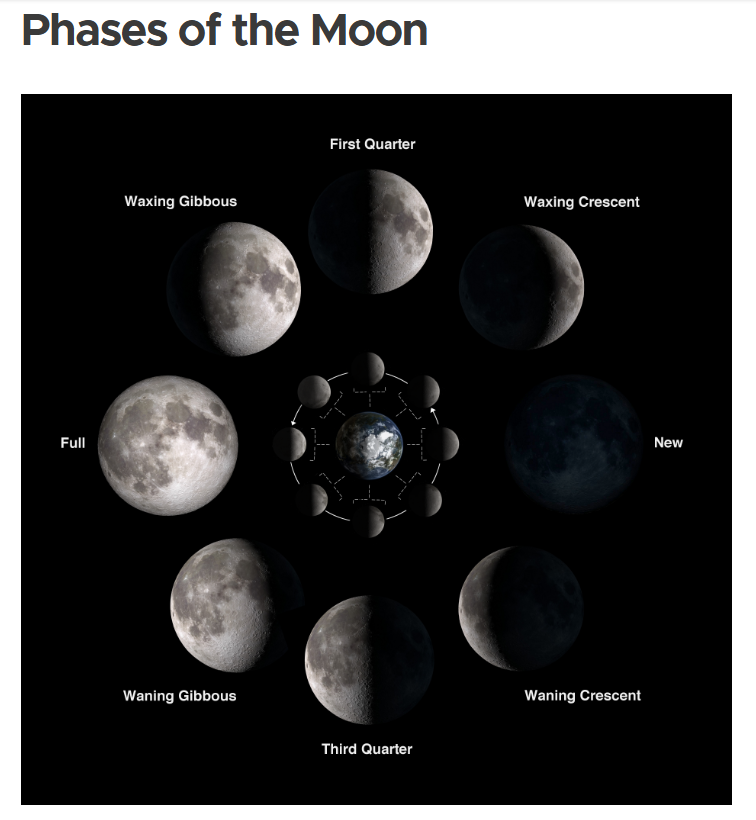 Phases of the Moon
First Quarter
Waxing Gibbous
Waxing Crescent
Full
New
Waning Gibbous
Waning Crescent
Third Quarter